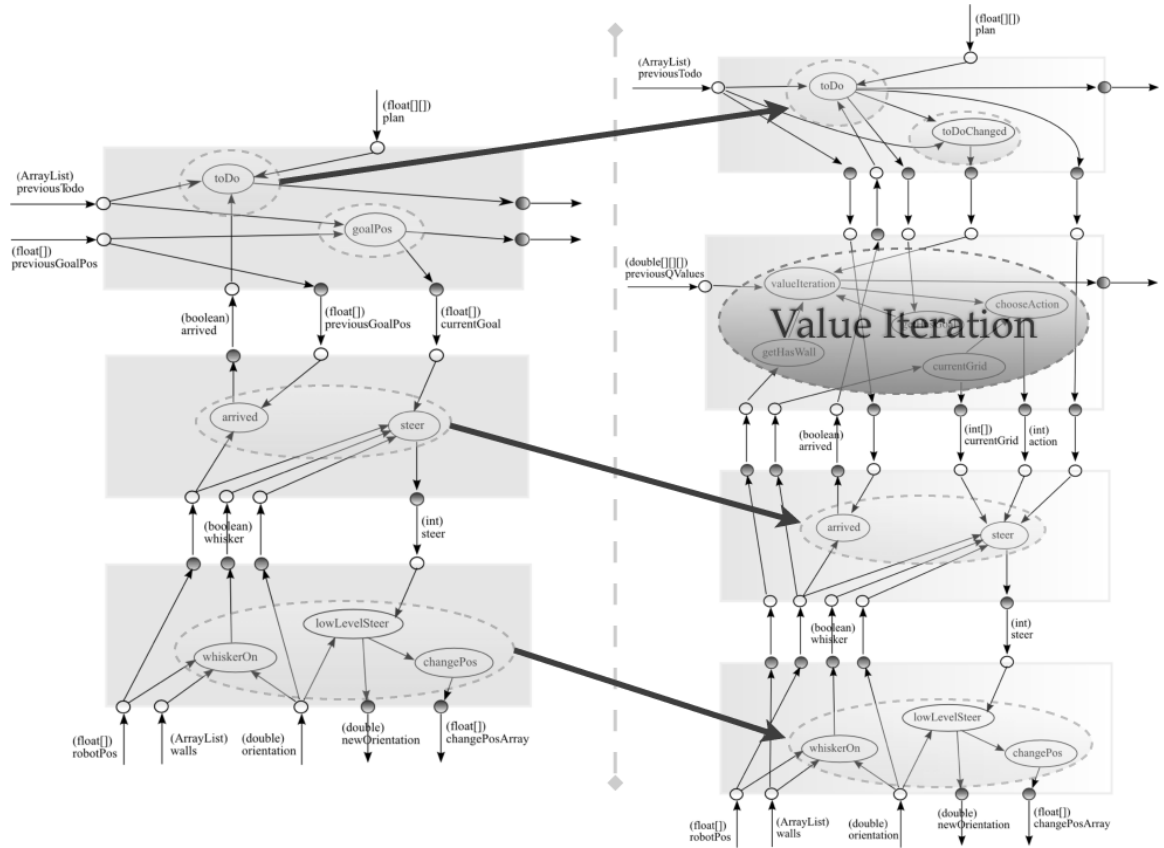 (float[][])
plan
(ArrayList)
previousTodo
toDo
goalPos
(float[])
previousGoalPos
(boolean)
arrived
(float[])
previousGoalPos
(float[])
currentGoal
arrived
steer
(boolean)
whisker
(int)
steer
lowLevelSteer
whiskerOn
changePos
(float[])
robotPos
(ArrayList)
walls
(double)
orientation
(double)
newOrientation
(float[])
changePosArray
(float[][])
plan
(ArrayList)
previousTodo
toDo
toDoChanged
(double[][][])
previousQValues
valueIteration
chooseAction
Value Iteration
getHasWall
currentGrid
(boolean)
arrived
(int[])
currentGrid
(int)
action
arrived
steer
(boolean)
whisker
(int)
steer
lowLevelSteer
whiskerOn
changePos
(float[])
robotPos
(ArrayList)
walls
(double)
orientation
(double)
newOrientation
(float[])
changePosArray